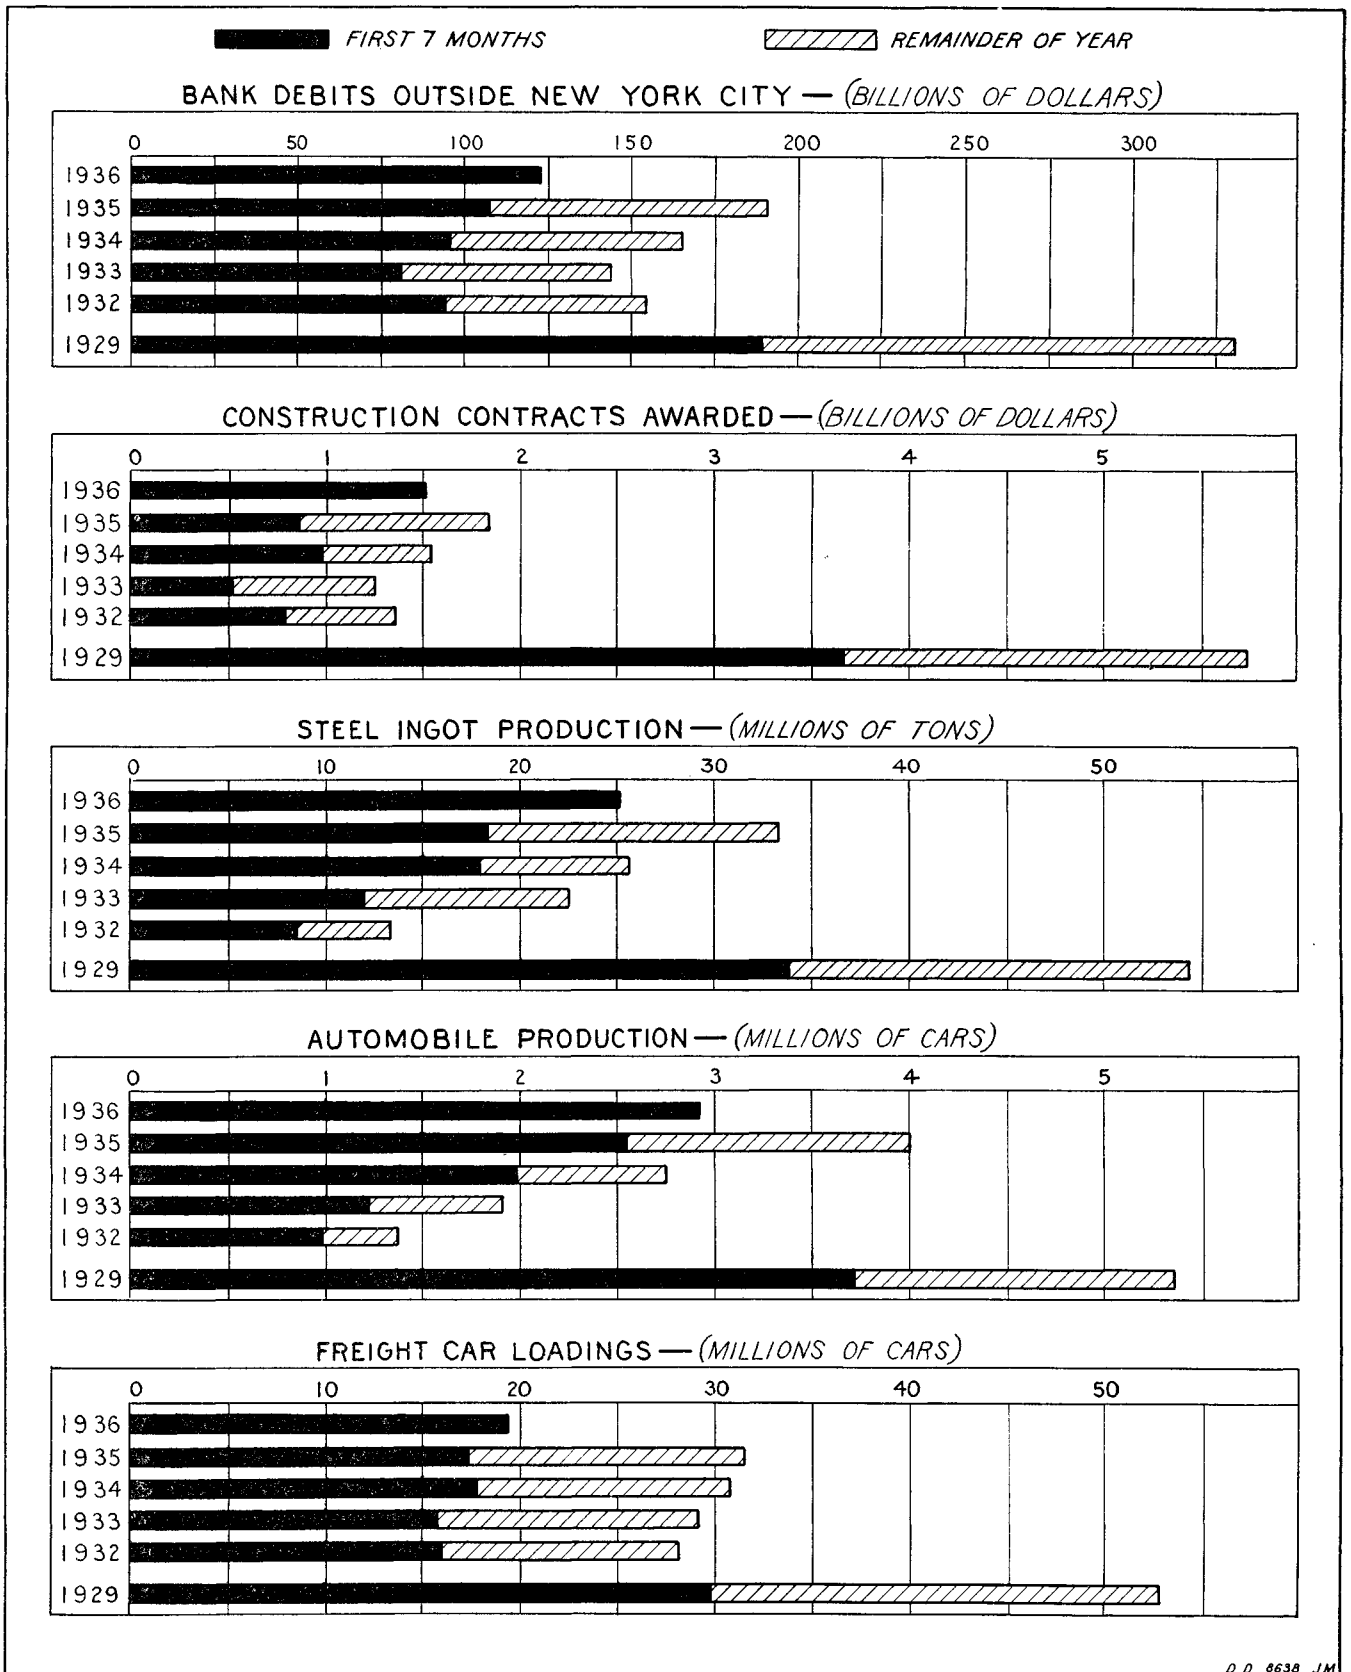 FIRST 7 MONTHS REMAINDER OF YEAR
BANK DEBITS OUTSIDE NEW YORK CITY — (BILLIONS OF DOLLARS)
0 50 100 150 200 250 300
1936
1935
1934
1933
1932
1929
CONSTRUCTION CONTRACTS AWARDED — (BILLIONS OF DOLLARS)
0 1 2 3 4 5
1936
1935
1934
1933
1932
1929
STEEL INGOT PRODUCTION — (MILLIONS OF TONS)
0 10 20 30 40 50
1936
1935
1934
1933
1932
1929
AUTOMOBILE PRODUCTION — (MILLIONS OF CARS)
0 1 2 3 4 5
1936
1935
1934
1933
1932
1929
FREIGHT CAR LOADINGS — (MILLIONS OF CARS)
0 10 20 30 40 50
1936
1935
1934
1933
1932
1929
D.D. 8638 JM